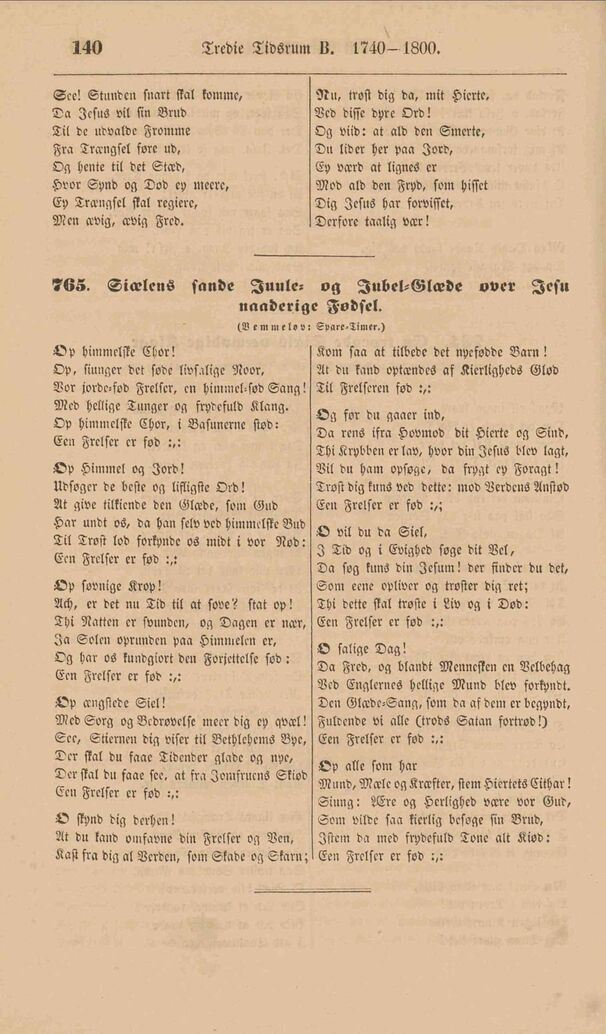 140
Tredie Tidsrum B. 1740–1800.
See! Stunden snart skal komme,
Da Jesus vil sin Brud
Til de udvalde Fromme
Fra Trængsel føre ud,
Og hente til det Stæd,
Hvor Synd og Død ey meere,
Ey Trængsel skal regiere,
Men ævig, ævig Fred.
Nu, trøst dig da, mit Hierte,
Ved disse dyre Ord!
Og viid: at ald den Smerte,
Du lider her paa Jord,
Ey værd at lignes er
Mod ald den Fryd, som hisset
Dig Jesus har forvisset,
Derfore taalig vær!
765. Siælens sande Juule- og Jubel-Glæde over Jesu
naaderige Fødsel.
(Vemmeløv: Spare-Timer.)
Op himmelske Chor!
Op, siunger det søde livsalige Noor,
Vor jorde-fød Frelser, en himmel-fød Sang!
Med hellige Tunger og frydefuld Klang.
Op himmelske Chor, i Basunerne stød:
Een Frelser er fød :,:
Op Himmel og Jord!
Udsøger de beste og lifligste Ord!
At give tilkiende den Glæde, som Gud
Har undt os, da han selv ved himmelske Bud
Til Trøst lod forkynde os midt i vor Nød:
Een Frelser er fød :,:
Op søvnige Krop!
Ach, er det nu Tid til at sove? stat op!
Thi Natten er svunden, og Dagen er nær,
Ja Solen oprunden paa Himmelen er,
Og har os kundgiort den Forjettelse sød:
Een Frelser er fød :,:
Op ængstede Siel!
Med Sorg og Bedrøvelse meer dig ey qvæl!
See, Stiernen dig viser til Bethlehems Bye,
Der skal du faae Tidender glade og nye,
Der skal du faae see, at fra Jomfruens Skiød
Een Frelser er fød :,:
O skynd dig derhen!
At du kand omfavne din Frelser og Ven,
Kast fra dig al Verden, som Skade og Skarn;
Kom saa at tilbede det nyefødde Barn!
At du kand optændes af Kierligheds Glød
Til Frelseren fød :,:
Og før du gaaer ind,
Da rens ifra Hovmod dit Hierte og Sind,
Thi Krybben er lav, hvor din Jesus blev lagt,
Vil du ham opsøge, da frygt ey Foragt!
Trøst dig kuns ved dette: mod Verdens Anstød
Een Frelser er fød :,;
O vil du da Siel,
I Tid og i Evighed søge dit Vel,
Da søg kuns din Jesum! der finder du det,
Som eene opliver og trøster dig ret;
Thi dette skal trøste i Liv og i Død:
Een Frelser er fød :,:
O salige Dag!
Da Fred, og blandt Mennesken en Velbehag
Ved Englernes hellige Mund blev forkyndt.
Den Glæde-Sang, som da af dem er begyndt,
Fuldende vi alle (trods Satan fortrød!)
Een Frelser er fød :,:
Op alle som har
Mund, Mæle og Kræfter, stem Hiertets Cithar!
Siung: Ære og Herlighed være vor Gud,
Som vilde saa kierlig besøge sin Brud,
Istem da med frydefuld Tone alt Kiød:
Een Frelser er fød :,: